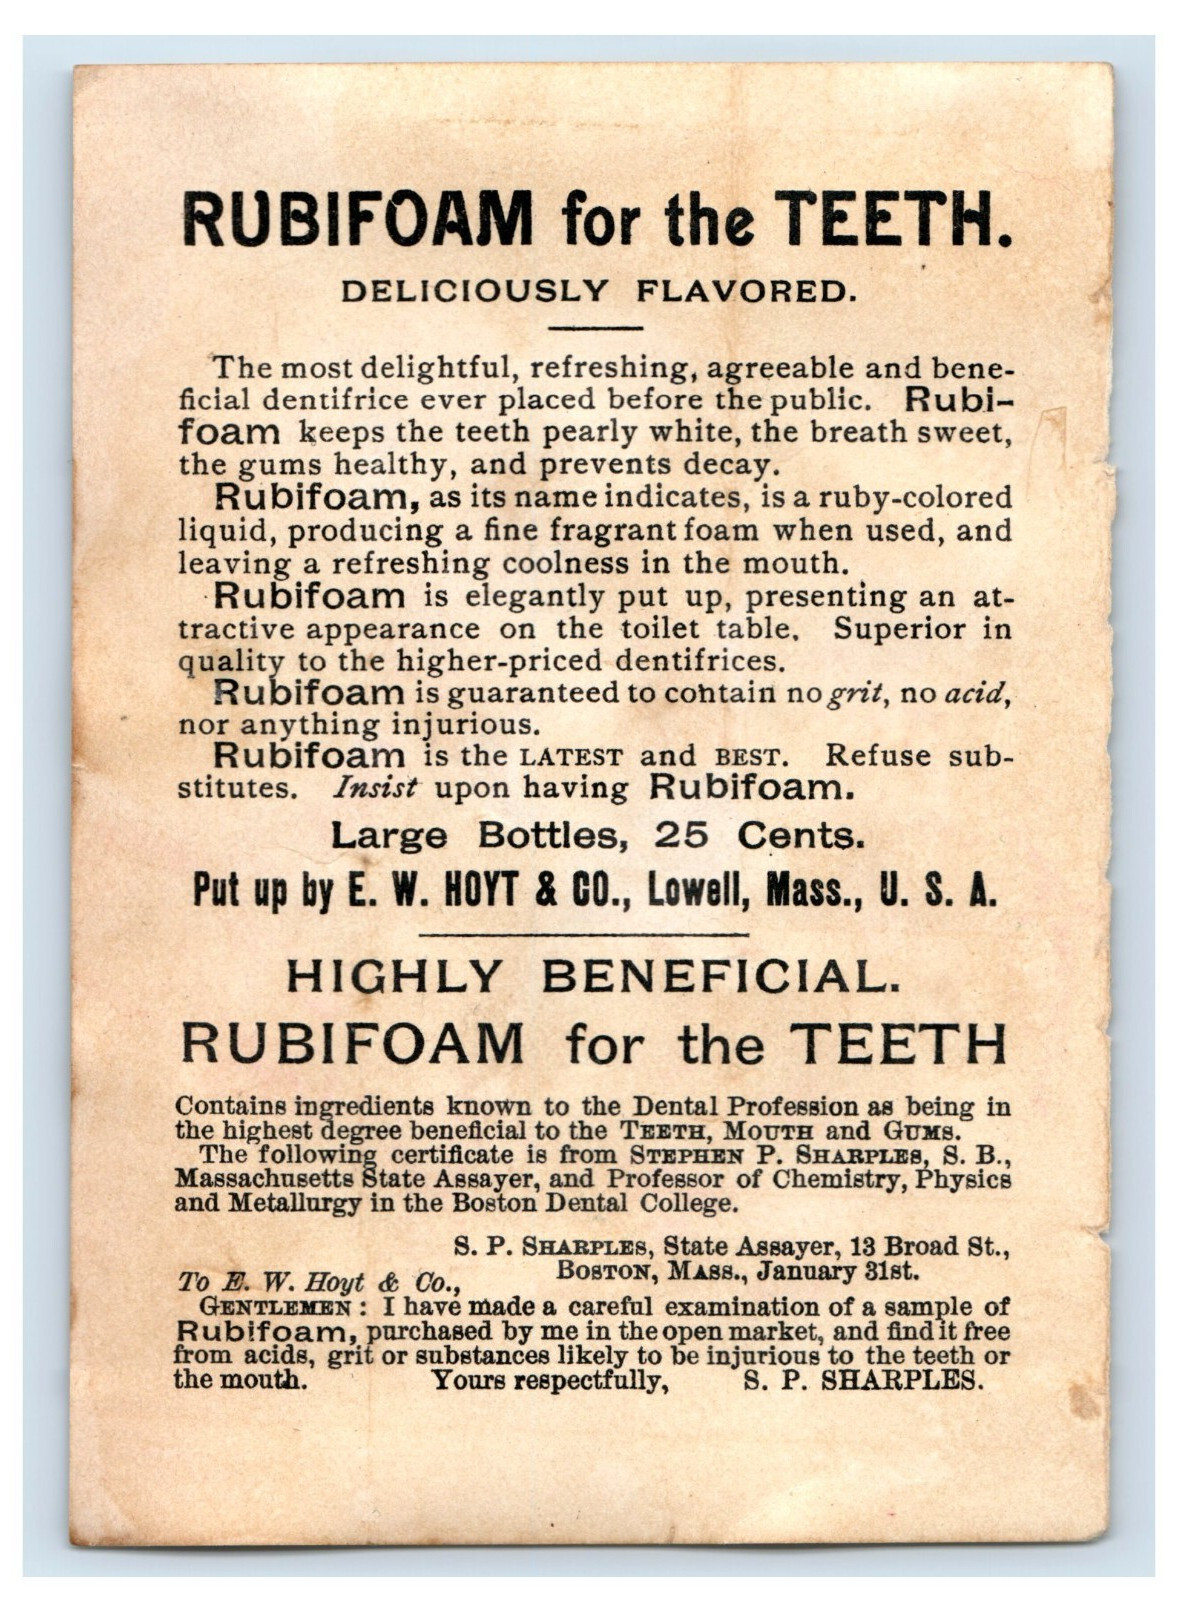 RUBIFOAM for the TEETH.
DELICIOUSLY FLAVORED.
The most delightful, refreshing, agreeable and bene-
ficial dentifrice ever placed before the public. Rubi-
foam keeps the teeth pearly white, the breath sweet,
the gums healthy, and prevents decay.
Rubifoam, as its name indicates, is a ruby-colored
liquid, producing a fine fragrant foam when used, and
leaving a refreshing coolness in the mouth.
Rubifoam is elegantly put up, presenting an at-
tractive appearance on the toilet table. Superior in
quality to the higher-priced dentifrices.
Rubifoam is guaranteed to contain no grit, no acid,
nor anything injurious.
Rubifoam is the LATEST and BEST. Refuse sub-
stitutes. Insist upon having Rubifoam.
Large Bottles, 25 Cents.
Put up by E. W. HOYT & CO., Lowell, Mass., U. S. A.
HIGHLY BENEFICIAL.
RUBIFOAM for the TEETH
Contains ingredients known to the Dental Profession as being in
the highest degree beneficial to the TEETH, MOUTH and GUMS.
The following certificate is from STEPHEN P. SHARPLES, S. B.,
Massachusetts State Assayer, and Professor of Chemistry, Physics
and Metallurgy in the Boston Dental College.
S. P. SHARPLES, State Assayer, 13 Broad St.,
BOSTON, MASS., January 31st.
To E. W. Hoyt & Co.,
GENTLEMEN: I have made a careful examination of a sample of
Rubifoam, purchased by me in the open market, and find it free
from acids, grit or substances likely to be injurious to the teeth or
the mouth. Yours respectfully, S. P. SHARPLES.